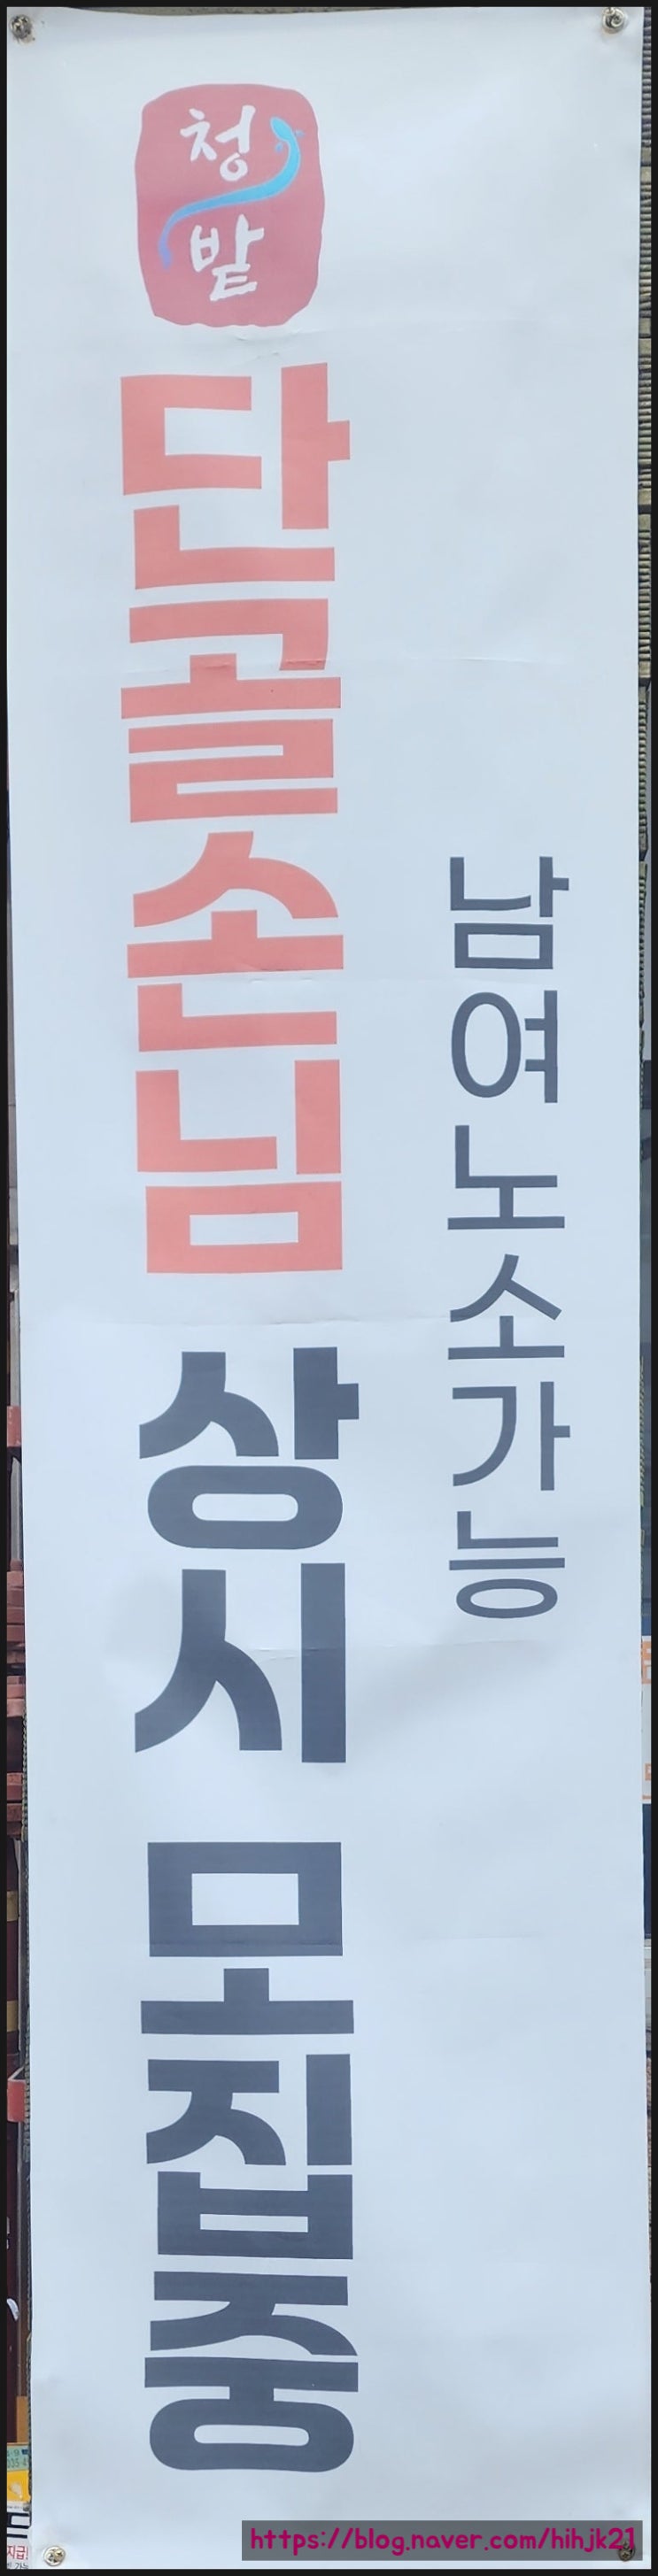 청
밭
단골손님 상시 모집중
남여노소가능
https://blog.naver.com/hihjk21